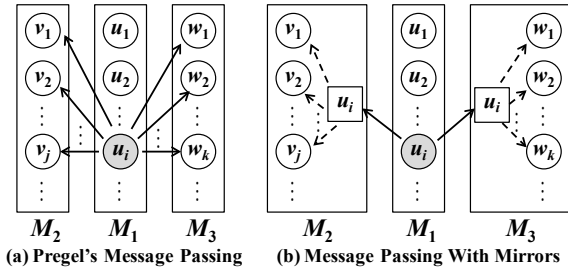 v1 u1 w1 v1 u1 w1
v2 u2 w2 v2 u2 w2
ui ui
vj ui wk vj ui wk
M2 M1 M3 M2 M1 M3
(a) Pregel's Message Passing (b) Message Passing With Mirrors